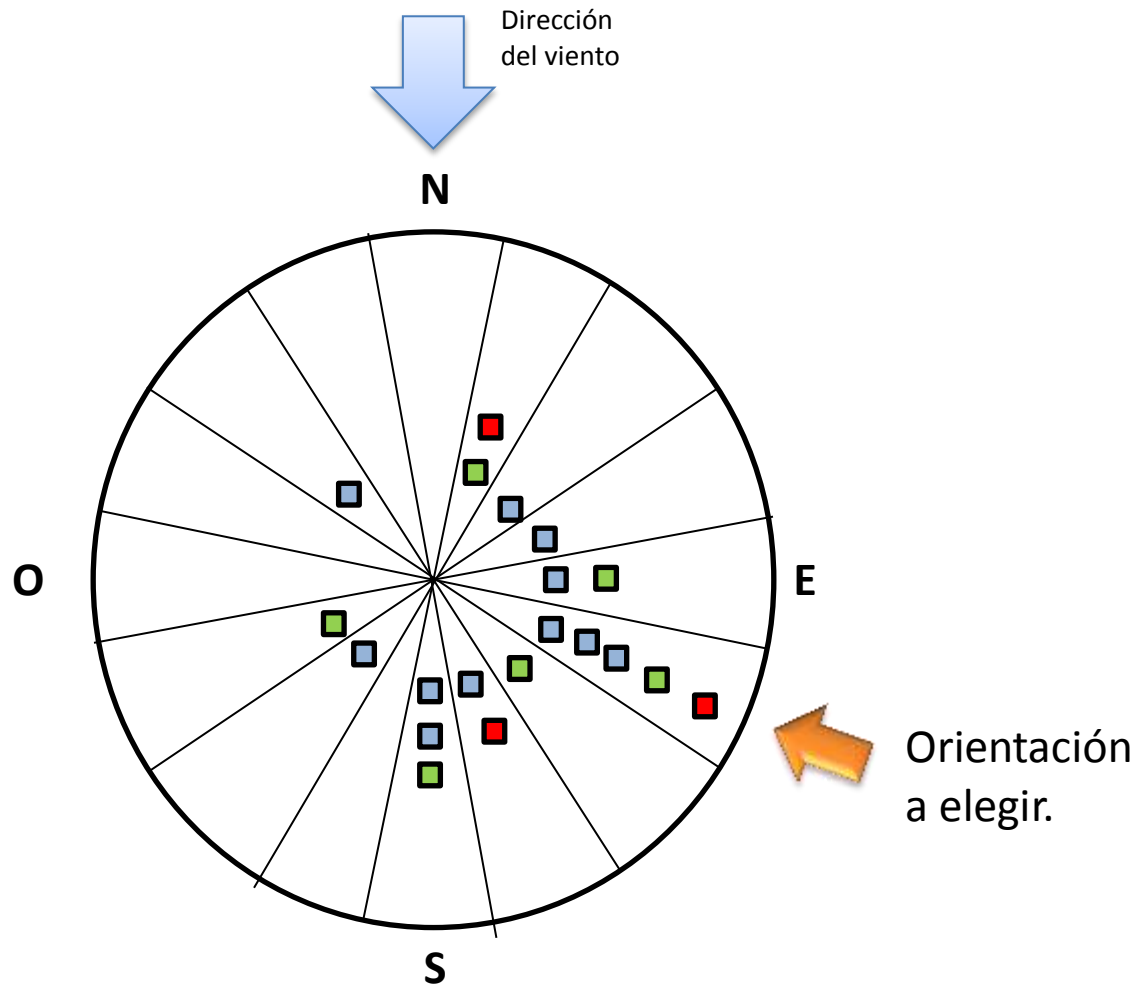 Dirección
del viento
N
O
E
Orientación
a elegir.
S